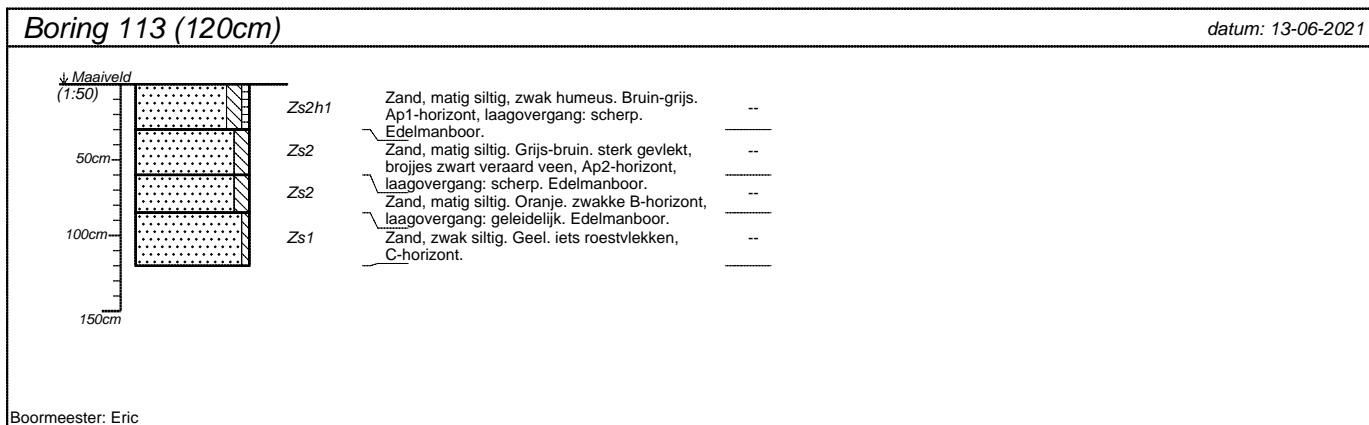 Boring 113 (120cm)
datum: 13-06-2021
Maaiveld
(1:50)
Zs2h1
Zand, matig siltig, zwak humeus. Bruin-grijs.
Ap1-horizont, laagovergang: scherp.
Edelmanboor.
--
50cm
Zs2
Zand, matig siltig. Grijs-bruin. sterk gevlekt,
brojjes zwart veraard veen, Ap2-horizont,
laagovergang: scherp. Edelmanboor.
--
Zs2
Zand, matig siltig. Oranje. zwakke B-horizont,
laagovergang: geleidelijk. Edelmanboor.
--
100cm
Zs1
Zand, zwak siltig. Geel. iets roestvlekken,
C-horizont.
--
150cm
Boormeester: Eric